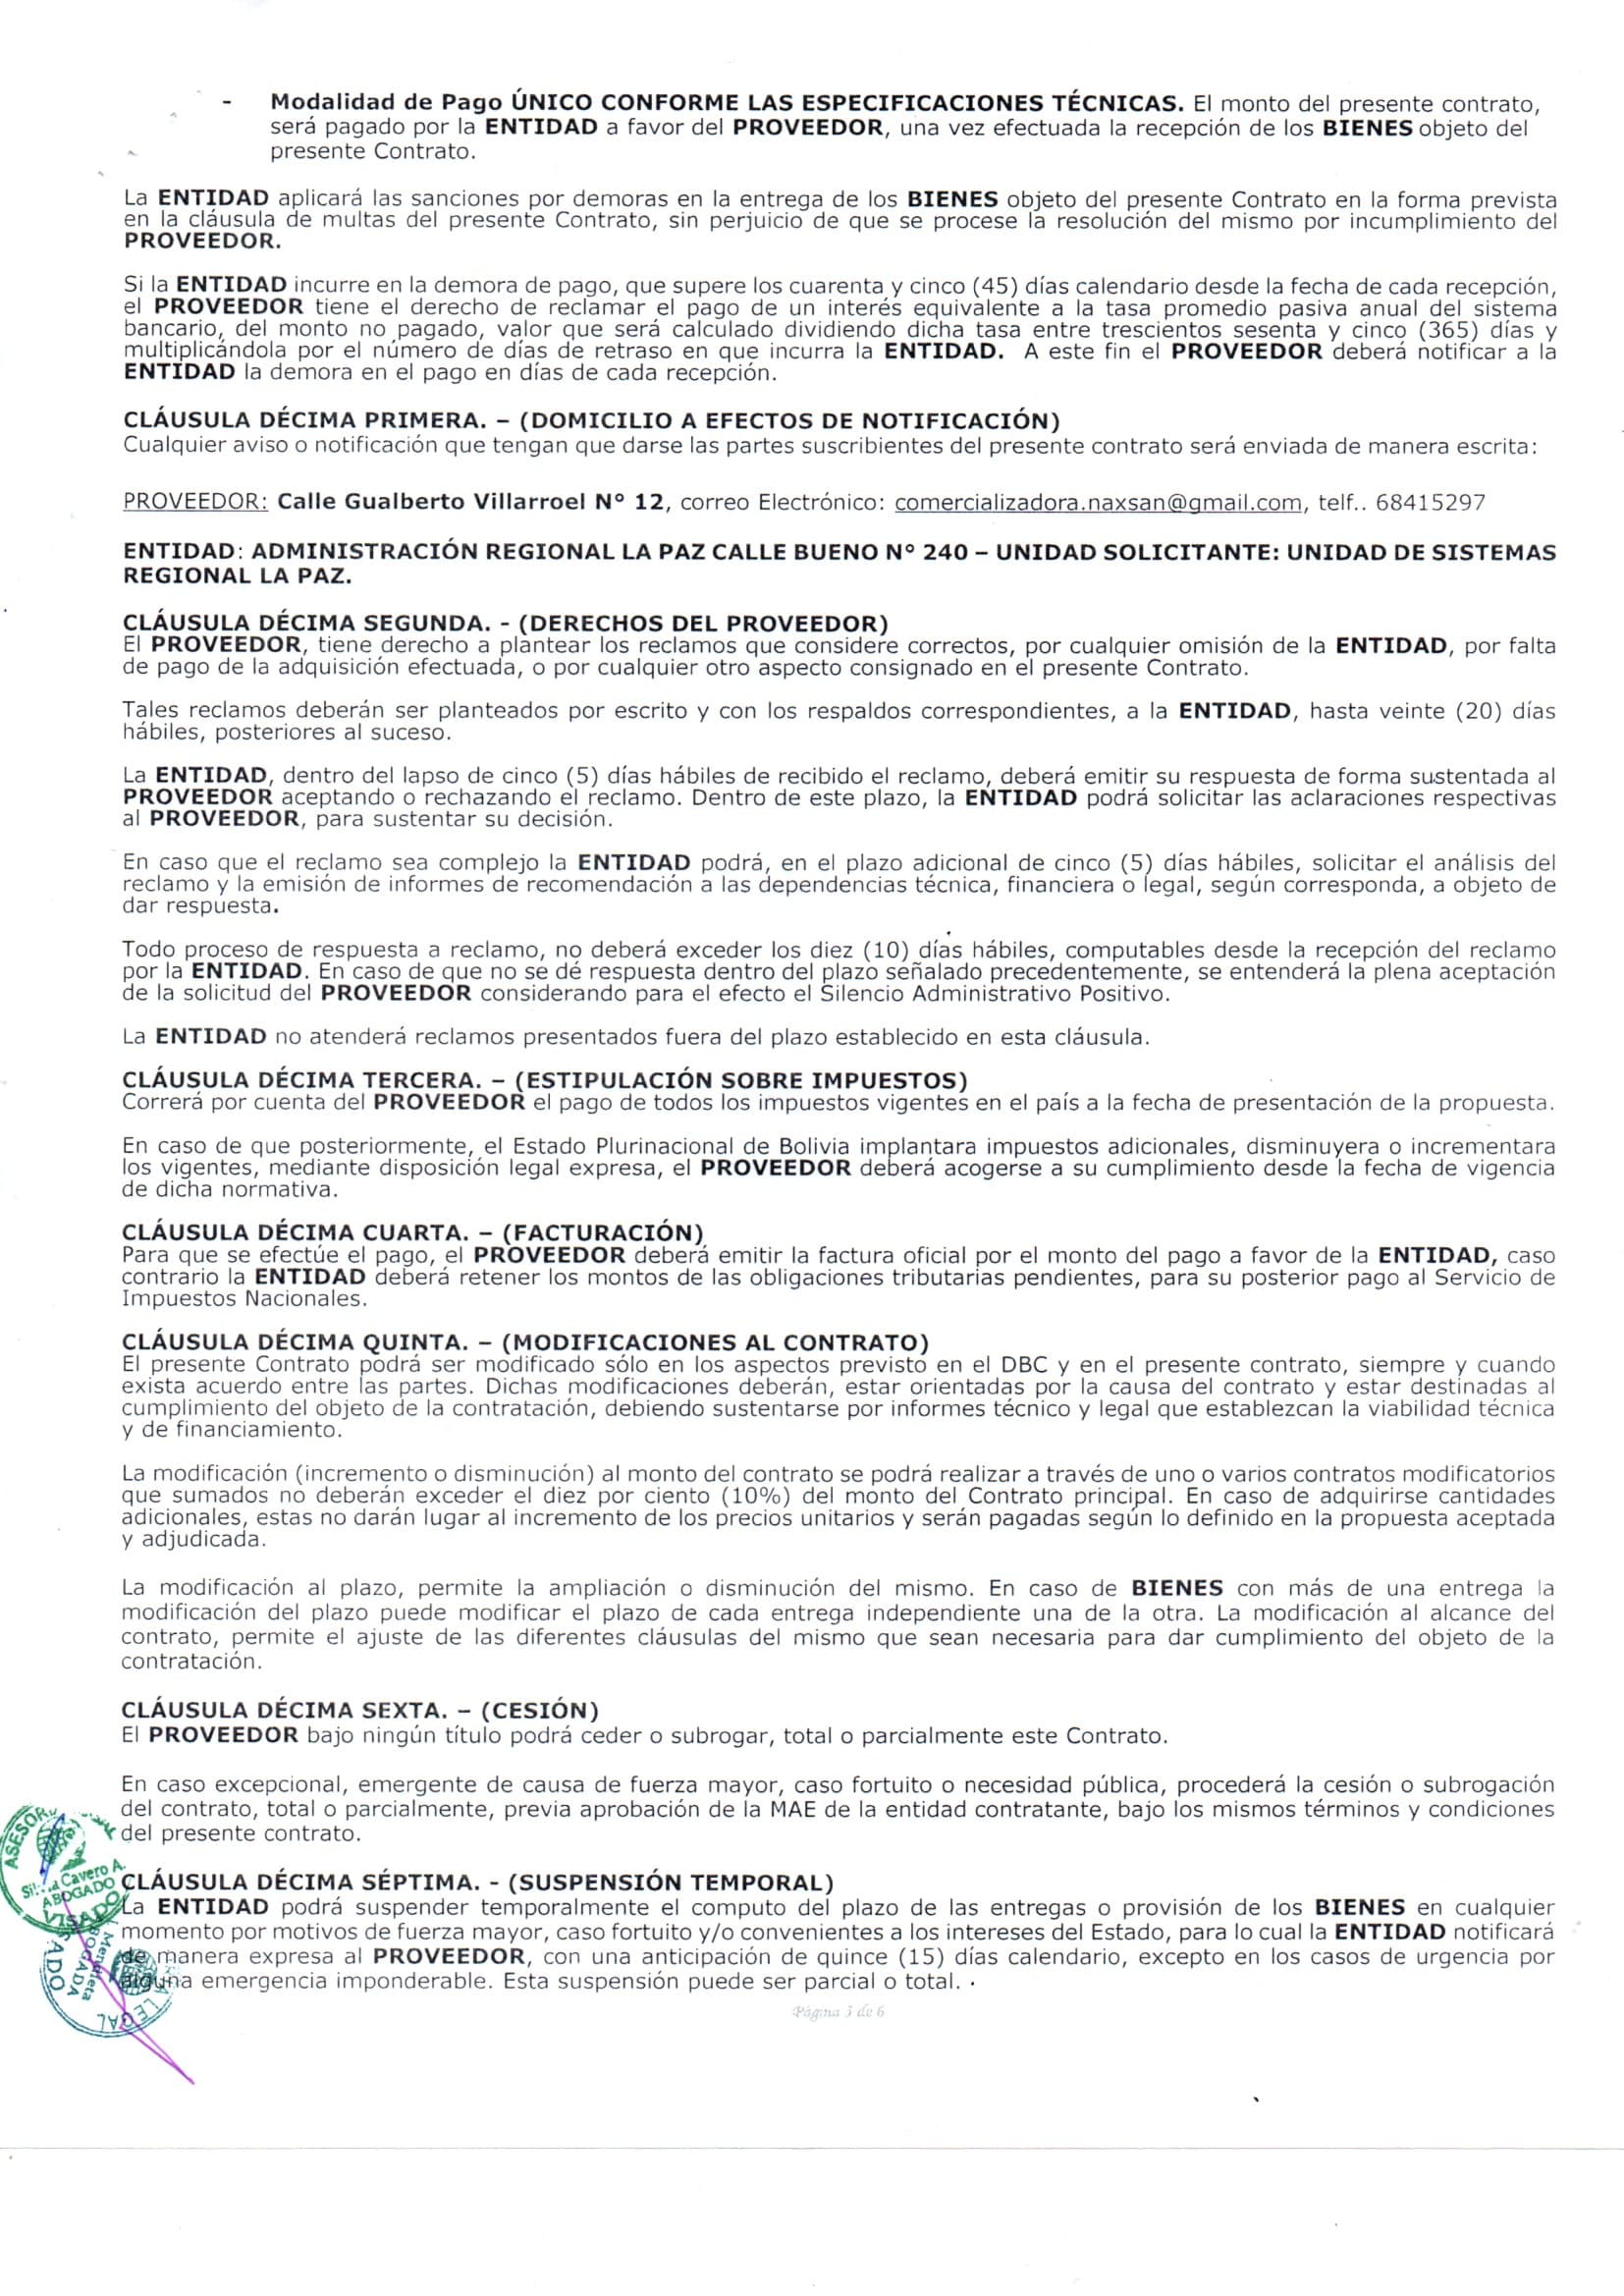 - Modalidad de Pago ÚNICO CONFORME LAS ESPECIFICACIONES TÉCNICAS. El monto del presente contrato,
será pagado por la ENTIDAD a favor del PROVEEDOR, una vez efectuada la recepción de los BIENES objeto del
presente Contrato.
La ENTIDAD aplicará las sanciones por demoras en la entrega de los BIENES objeto del presente Contrato en la forma prevista
en la cláusula de multas del presente Contrato, sin perjuicio de que se procese la resolución del mismo por incumplimiento del
PROVEEDOR.
Si la ENTIDAD incurre en la demora de pago, que supere los cuarenta y cinco (45) días calendario desde la fecha de cada recepción,
el PROVEEDOR tiene el derecho de reclamar el pago de un interés equivalente a la tasa promedio pasiva anual del sistema
bancario, del monto no pagado, valor que será calculado dividiendo dicha tasa entre trescientos sesenta y cinco (365) días y
multiplicándola por el número de días de retraso en que incurra la ENTIDAD. A este fin el PROVEEDOR deberá notificar a la
ENTIDAD la demora en el pago en días de cada recepción.
CLÁUSULA DÉCIMA PRIMERA. – (DOMICILIO A EFECTOS DE NOTIFICACIÓN)
Cualquier aviso o notificación que tengan que darse las partes suscribientes del presente contrato será enviada de manera escrita:
PROVEEDOR: Calle Gualberto Villarroel N° 12, correo Electrónico: comercializadora.naxsan@gmail.com, telf.. 68415297
ENTIDAD: ADMINISTRACIÓN REGIONAL LA PAZ CALLE BUENO N° 240 – UNIDAD SOLICITANTE: UNIDAD DE SISTEMAS
REGIONAL LA PAZ.
CLÁUSULA DÉCIMA SEGUNDA. - (DERECHOS DEL PROVEEDOR)
El PROVEEDOR, tiene derecho a plantear los reclamos que considere correctos, por cualquier omisión de la ENTIDAD, por falta
de pago de la adquisición efectuada, o por cualquier otro aspecto consignado en el presente Contrato.
Tales reclamos deberán ser planteados por escrito y con los respaldos correspondientes, a la ENTIDAD, hasta veinte (20) días
hábiles, posteriores al suceso.
La ENTIDAD, dentro del lapso de cinco (5) días hábiles de recibido el reclamo, deberá emitir su respuesta de forma sustentada al
PROVEEDOR aceptando o rechazando el reclamo. Dentro de este plazo, la ENTIDAD podrá solicitar las aclaraciones respectivas
al PROVEEDOR, para sustentar su decisión.
En caso que el reclamo sea complejo la ENTIDAD podrá, en el plazo adicional de cinco (5) días hábiles, solicitar el análisis del
reclamo y la emisión de informes de recomendación a las dependencias técnica, financiera o legal, según corresponda, a objeto de
dar respuesta.
Todo proceso de respuesta a reclamo, no deberá exceder los diez (10) días hábiles, computables desde la recepción del reclamo
por la ENTIDAD. En caso de que no se dé respuesta dentro del plazo señalado precedentemente, se entenderá la plena aceptación
de la solicitud del PROVEEDOR considerando para el efecto el Silencio Administrativo Positivo.
La ENTIDAD no atenderá reclamos presentados fuera del plazo establecido en esta cláusula.
CLÁUSULA DÉCIMA TERCERA. – (ESTIPULACIÓN SOBRE IMPUESTOS)
Correrá por cuenta del PROVEEDOR el pago de todos los impuestos vigentes en el país a la fecha de presentación de la propuesta.
En caso de que posteriormente, el Estado Plurinacional de Bolivia implantara impuestos adicionales, disminuyera o incrementara
los vigentes, mediante disposición legal expresa, el PROVEEDOR deberá acogerse a su cumplimiento desde la fecha de vigencia
de dicha normativa.
CLÁUSULA DÉCIMA CUARTA. – (FACTURACIÓN)
Para que se efectúe el pago, el PROVEEDOR deberá emitir la factura oficial por el monto del pago a favor de la ENTIDAD, caso
contrario la ENTIDAD deberá retener los montos de las obligaciones tributarias pendientes, para su posterior pago al Servicio de
Impuestos Nacionales.
CLÁUSULA DÉCIMA QUINTA. – (MODIFICACIONES AL CONTRATO)
El presente Contrato podrá ser modificado sólo en los aspectos previsto en el DBC y en el presente contrato, siempre y cuando
exista acuerdo entre las partes. Dichas modificaciones deberán, estar orientadas por la causa del contrato y estar destinadas al
cumplimiento del objeto de la contratación, debiendo sustentarse por informes técnico y legal que establezcan la viabilidad técnica
y de financiamiento.
La modificación (incremento o disminución) al monto del contrato se podrá realizar a través de uno o varios contratos modificatorios
que sumados no deberán exceder el diez por ciento (10%) del monto del Contrato principal. En caso de adquirirse cantidades
adicionales, estas no darán lugar al incremento de los precios unitarios y serán pagadas según lo definido en la propuesta aceptada
y adjudicada.
La modificación al plazo, permite la ampliación o disminución del mismo. En caso de BIENES con más de una entrega la
modificación del plazo puede modificar el plazo de cada entrega independiente una de la otra. La modificación al alcance del
contrato, permite el ajuste de las diferentes cláusulas del mismo que sean necesaria para dar cumplimiento del objeto de la
contratación.
CLÁUSULA DÉCIMA SEXTA. – (CESIÓN)
El PROVEEDOR bajo ningún título podrá ceder o subrogar, total o parcialmente este Contrato.
En caso excepcional, emergente de causa de fuerza mayor, caso fortuito o necesidad pública, procederá la cesión o subrogación
del contrato, total o parcialmente, previa aprobación de la MAE de la entidad contratante, bajo los mismos términos y condiciones
del presente contrato.
CLÁUSULA DÉCIMA SÉPTIMA. - (SUSPENSIÓN TEMPORAL)
La ENTIDAD podrá suspender temporalmente el computo del plazo de las entregas o provisión de los BIENES en cualquier
momento por motivos de fuerza mayor, caso fortuito y/o convenientes a los intereses del Estado, para lo cual la ENTIDAD notificará
de manera expresa al PROVEEDOR, con una anticipación de quince (15) días calendario, excepto en los casos de urgencia por
alguna emergencia imponderable. Esta suspensión puede ser parcial o total.
Cavero A.
ABOGADO
VISADO
ABOGADA
LEGAL
Página 3 de 6